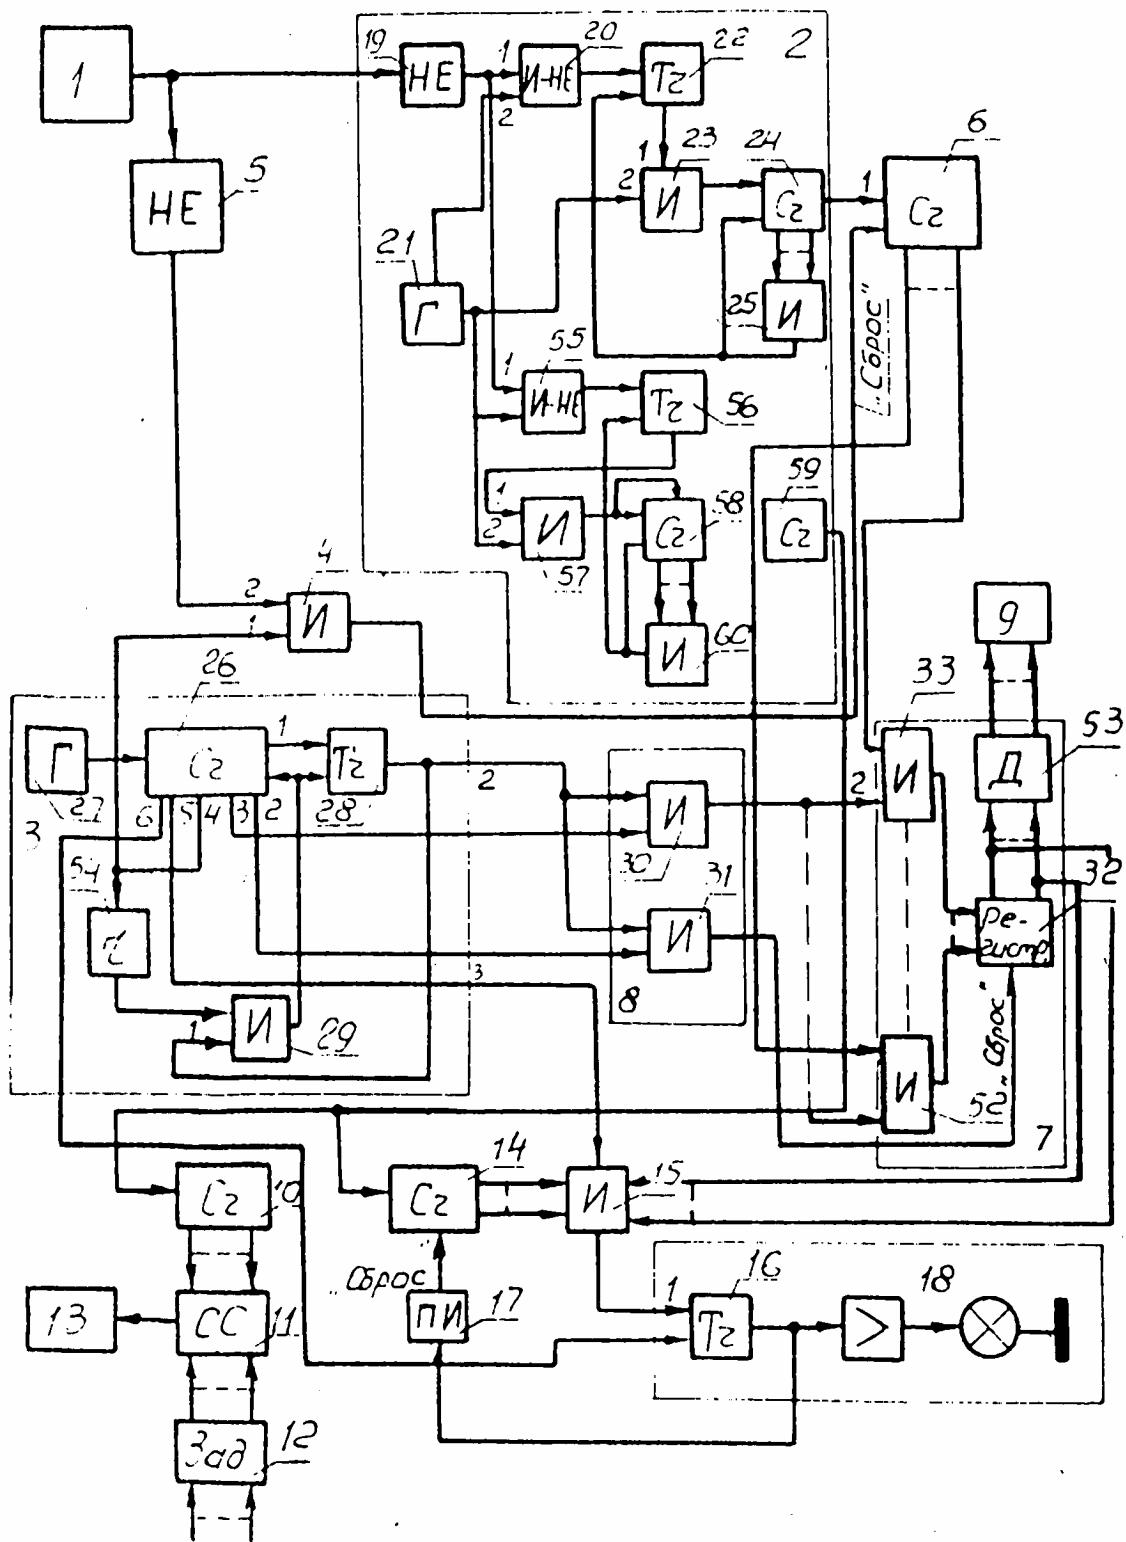 1
19
НЕ
1
2
20
И-НЕ
22
Тг
2
5
НЕ
21
Г
1
2
23
И
24
Сг
1
6
Сг
25
И
„Сброс"
1
55
И-НЕ
Тг
56
1
2
И
57
Сг
58
59
Сг
4
2
1
И
И
60
9
26
27
Г
Сг
1
Тг
28
2
6
5
4
3
2
3
54
1
И
29
3
И
30
31
И
8
33
2
И
53
Д
32
Ре-
гистр
„Сброс"
И
52
7
10
Сг
14
Сг
15
И
„Сброс
13
СС
11
17
ПИ
16
1
Тг
18
12
Зад